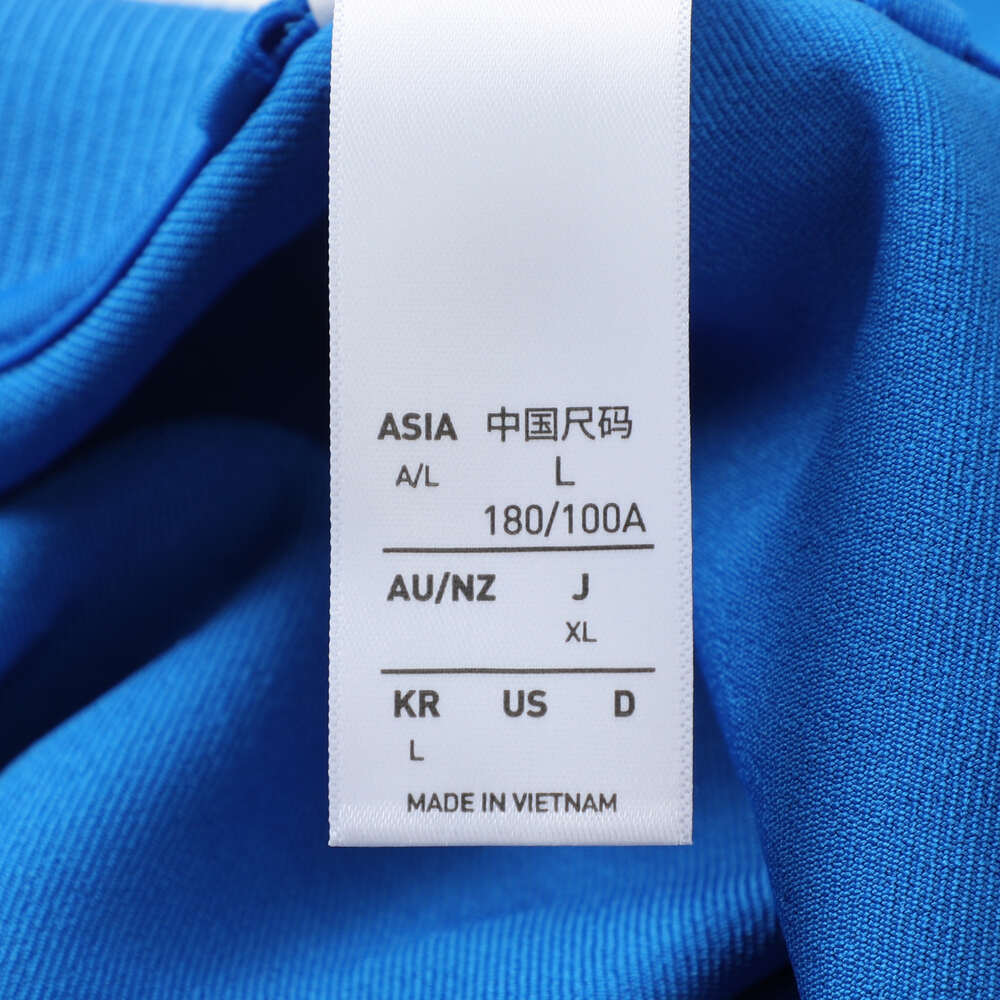 ASIA 中国尺码
A/L L
180/100A
AU/NZ J
XL
KR US D
L
MADE IN VIETNAM